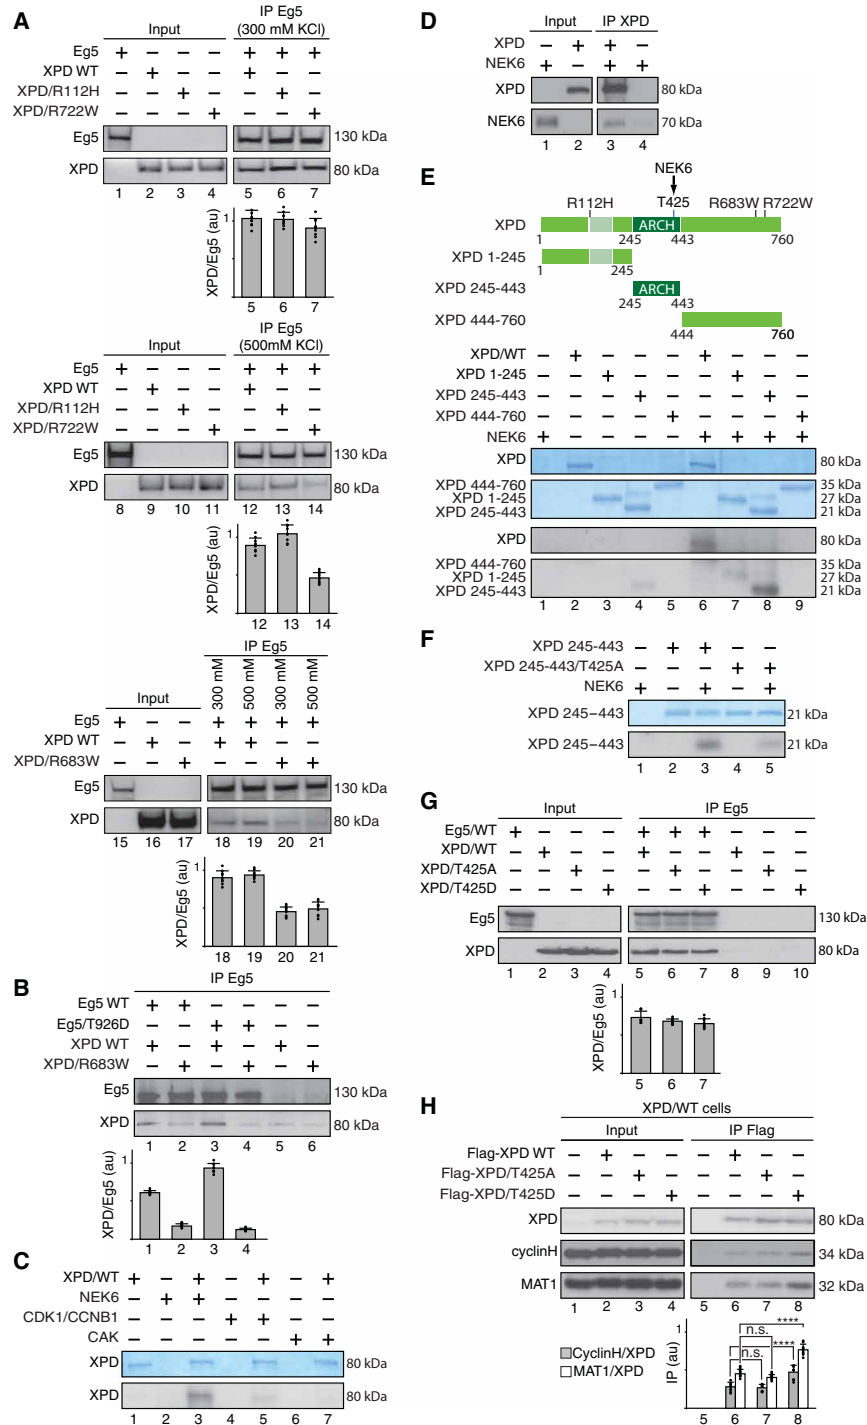 A
Input
IP Eg5
(300 mM KCl)
Eg5 + – – – + + +
XPD WT – + – – + – –
XPD/R112H – – + – – + –
XPD/R722W – – – + – – +
Eg5 130 kDa
XPD 80 kDa
1 2 3 4 5 6 7
XPD/Eg5 (au)
1
5 6 7
Input
IP Eg5
(500mM KCl)
Eg5 + – – – + + +
XPD WT – + – – + – –
XPD/R112H – – + – – + –
XPD/R722W – – – + – – +
Eg5 130 kDa
XPD 80 kDa
8 9 10 11 12 13 14
XPD/Eg5 (au)
1
12 13 14
IP Eg5
Input
300 mM 500 mM 300 mM 500 mM
Eg5 + – – + + + +
XPD WT – + – + + – –
XPD/R683W – – + – – + +
Eg5 130 kDa
XPD 80 kDa
15 16 17 18 19 20 21
XPD/Eg5 (au)
1
18 19 20 21
B
IP Eg5
Eg5 WT + + – – – –
Eg5/T926D – – + + – –
XPD WT + – + – + –
XPD/R683W – + – + – +
Eg5 130 kDa
XPD 80 kDa
1 2 3 4 5 6
XPD/Eg5 (au)
1
1 2 3 4
C
XPD/WT + – + – + – +
NEK6 – + + – – – –
CDK1/CCNB1 – – – + + – –
CAK – – – – – + +
XPD 80 kDa
XPD 80 kDa
1 2 3 4 5 6 7
D
Input IP XPD
XPD – + + –
NEK6 + – + +
XPD 80 kDa
NEK6 70 kDa
1 2 3 4
E
NEK6
R112H T425 R683W R722W
XPD ARCH
1 245 443 760
XPD 1-245
1 245
XPD 245-443 ARCH
245 443
XPD 444-760
444 760
XPD/WT – + – – – + – – –
XPD 1-245 – – + – – – + – –
XPD 245-443 – – – + – – – + –
XPD 444-760 – – – – + – – – +
NEK6 + – – – – + + + +
XPD 80 kDa
XPD 444-760 35 kDa
XPD 1-245 27 kDa
XPD 245-443 21 kDa
XPD 80 kDa
XPD 444-760 35 kDa
XPD 1-245 27 kDa
XPD 245-443 21 kDa
1 2 3 4 5 6 7 8 9
F
XPD 245-443 – + + – –
XPD 245-443/T425A – – – + +
NEK6 + – + – +
XPD 245–443 21 kDa
XPD 245–443 21 kDa
1 2 3 4 5
G
Input IP Eg5
Eg5/WT + – – – + + + – – –
XPD/WT – + – – + – – + – –
XPD/T425A – – + – – + – – + –
XPD/T425D – – – + – – + – – +
Eg5 130 kDa
XPD 80 kDa
1 2 3 4 5 6 7 8 9 10
XPD/Eg5 (au)
1
5 6 7
H
XPD/WT cells
Input IP Flag
Flag-XPD WT – + – – – + – –
Flag-XPD/T425A – – + – – – + –
Flag-XPD/T425D – – – + – – – +
XPD 80 kDa
cyclinH 34 kDa
MAT1 32 kDa
1 2 3 4 5 6 7 8
CyclinH/XPD
MAT1/XPD
IP (au)
1
****
n.s.
****
n.s.
5 6 7 8